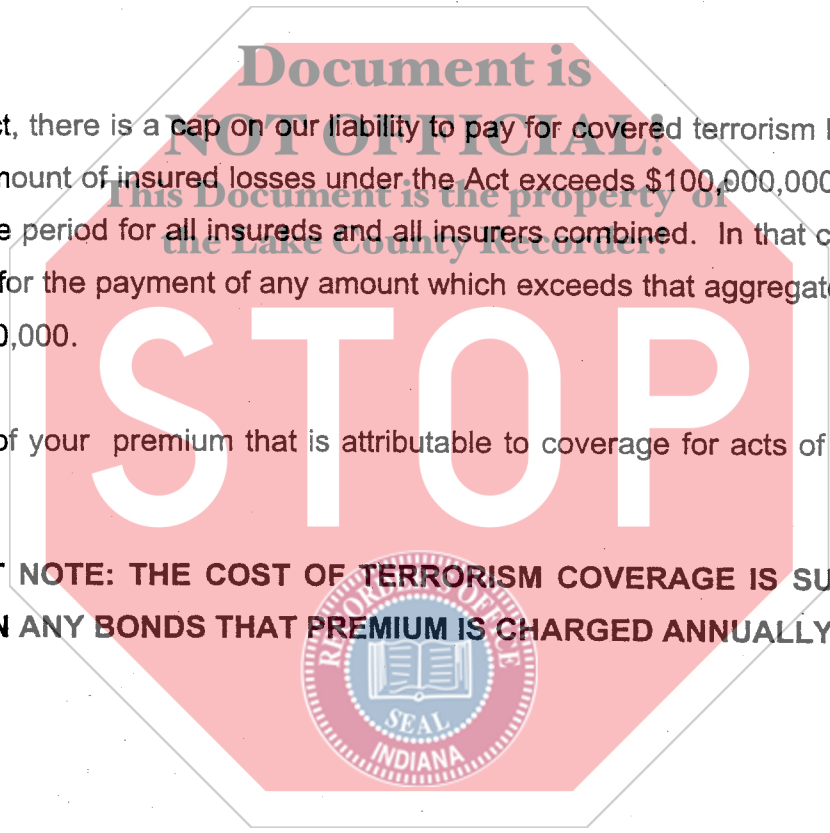 Document is
ct, there is a cap on our liability to pay for covered terrorism l
NOT OFFICIAL!
nount of insured losses under the Act exceeds $100,000,000
This Document is the property of
e period for all insureds and all insurers combined. In that c
the Lake County Recorder!
for the payment of any amount which exceeds that aggregate
0,000.
STOP
of your premium that is attributable to coverage for acts of
T NOTE: THE COST OF TERRORISM COVERAGE IS SU
N ANY BONDS THAT PREMIUM IS CHARGED ANNUALLY
RECORDER'S OFFICE
SEAL
INDIANA